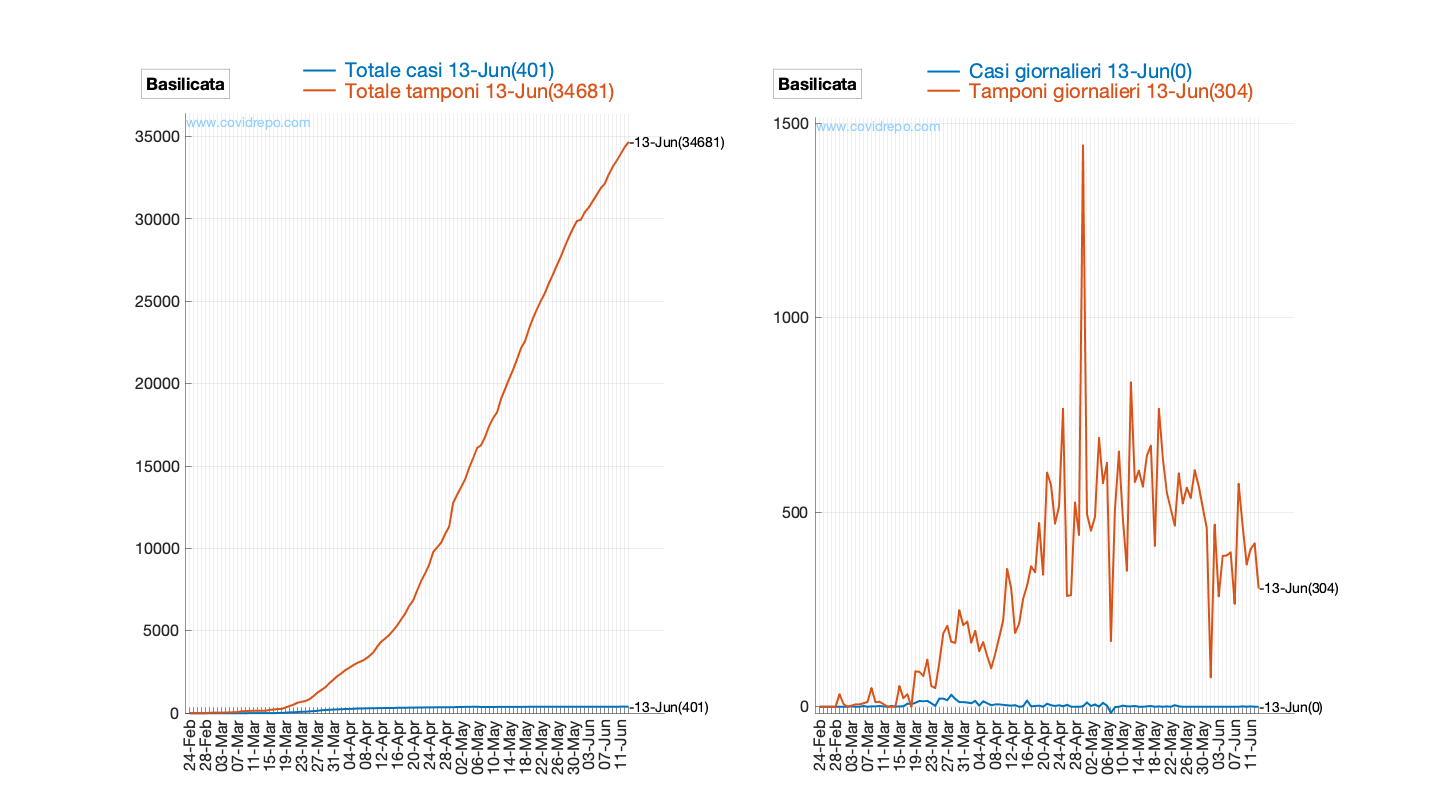 Basilicata
Totale casi 13-Jun(401)
Totale tamponi 13-Jun(34681)
www.covidrepo.com
35000
30000
25000
20000
15000
10000
5000
0
13-Jun(34681)
13-Jun(401)
24-Feb
28-Feb
03-Mar
07-Mar
11-Mar
15-Mar
19-Mar
23-Mar
27-Mar
31-Mar
04-Apr
08-Apr
12-Apr
16-Apr
20-Apr
24-Apr
28-Apr
02-May
06-May
10-May
14-May
18-May
22-May
26-May
30-May
03-Jun
07-Jun
11-Jun
Basilicata
Casi giornalieri 13-Jun(0)
Tamponi giornalieri 13-Jun(304)
www.covidrepo.com
1500
1000
500
0
13-Jun(304)
13-Jun(0)
24-Feb
28-Feb
03-Mar
07-Mar
11-Mar
15-Mar
19-Mar
23-Mar
27-Mar
31-Mar
04-Apr
08-Apr
12-Apr
16-Apr
20-Apr
24-Apr
28-Apr
02-May
06-May
10-May
14-May
18-May
22-May
26-May
30-May
03-Jun
07-Jun
11-Jun